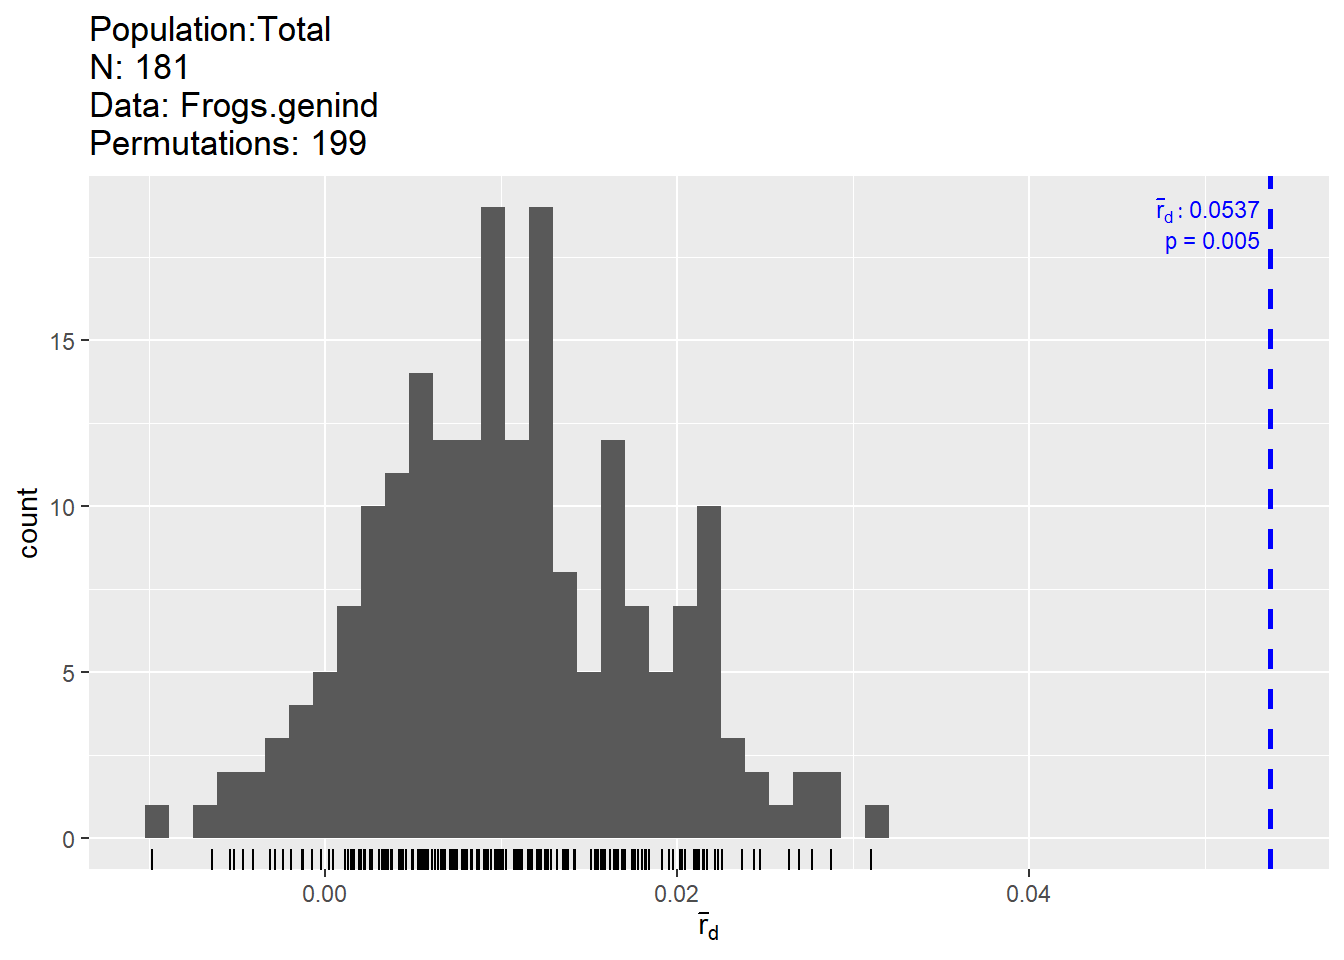 Population:Total
N: 181
Data: Frogs.genind
Permutations: 199
r̄d : 0.0537
p = 0.005
15
10
5
0
count
0.00 0.02 0.04
r̄d